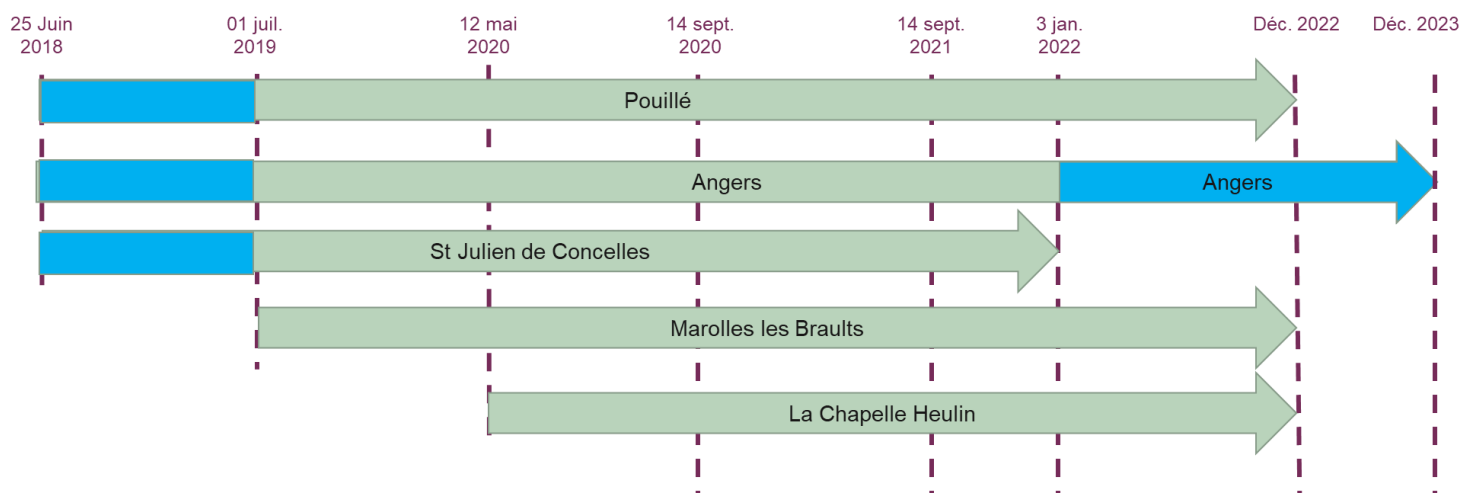 25 Juin
2018
01 juil.
2019
12 mai
2020
14 sept.
2020
14 sept.
2021
3 jan.
2022
Déc. 2022
Déc. 2023
Pouillé
Angers
Angers
St Julien de Concelles
Marolles les Braults
La Chapelle Heulin